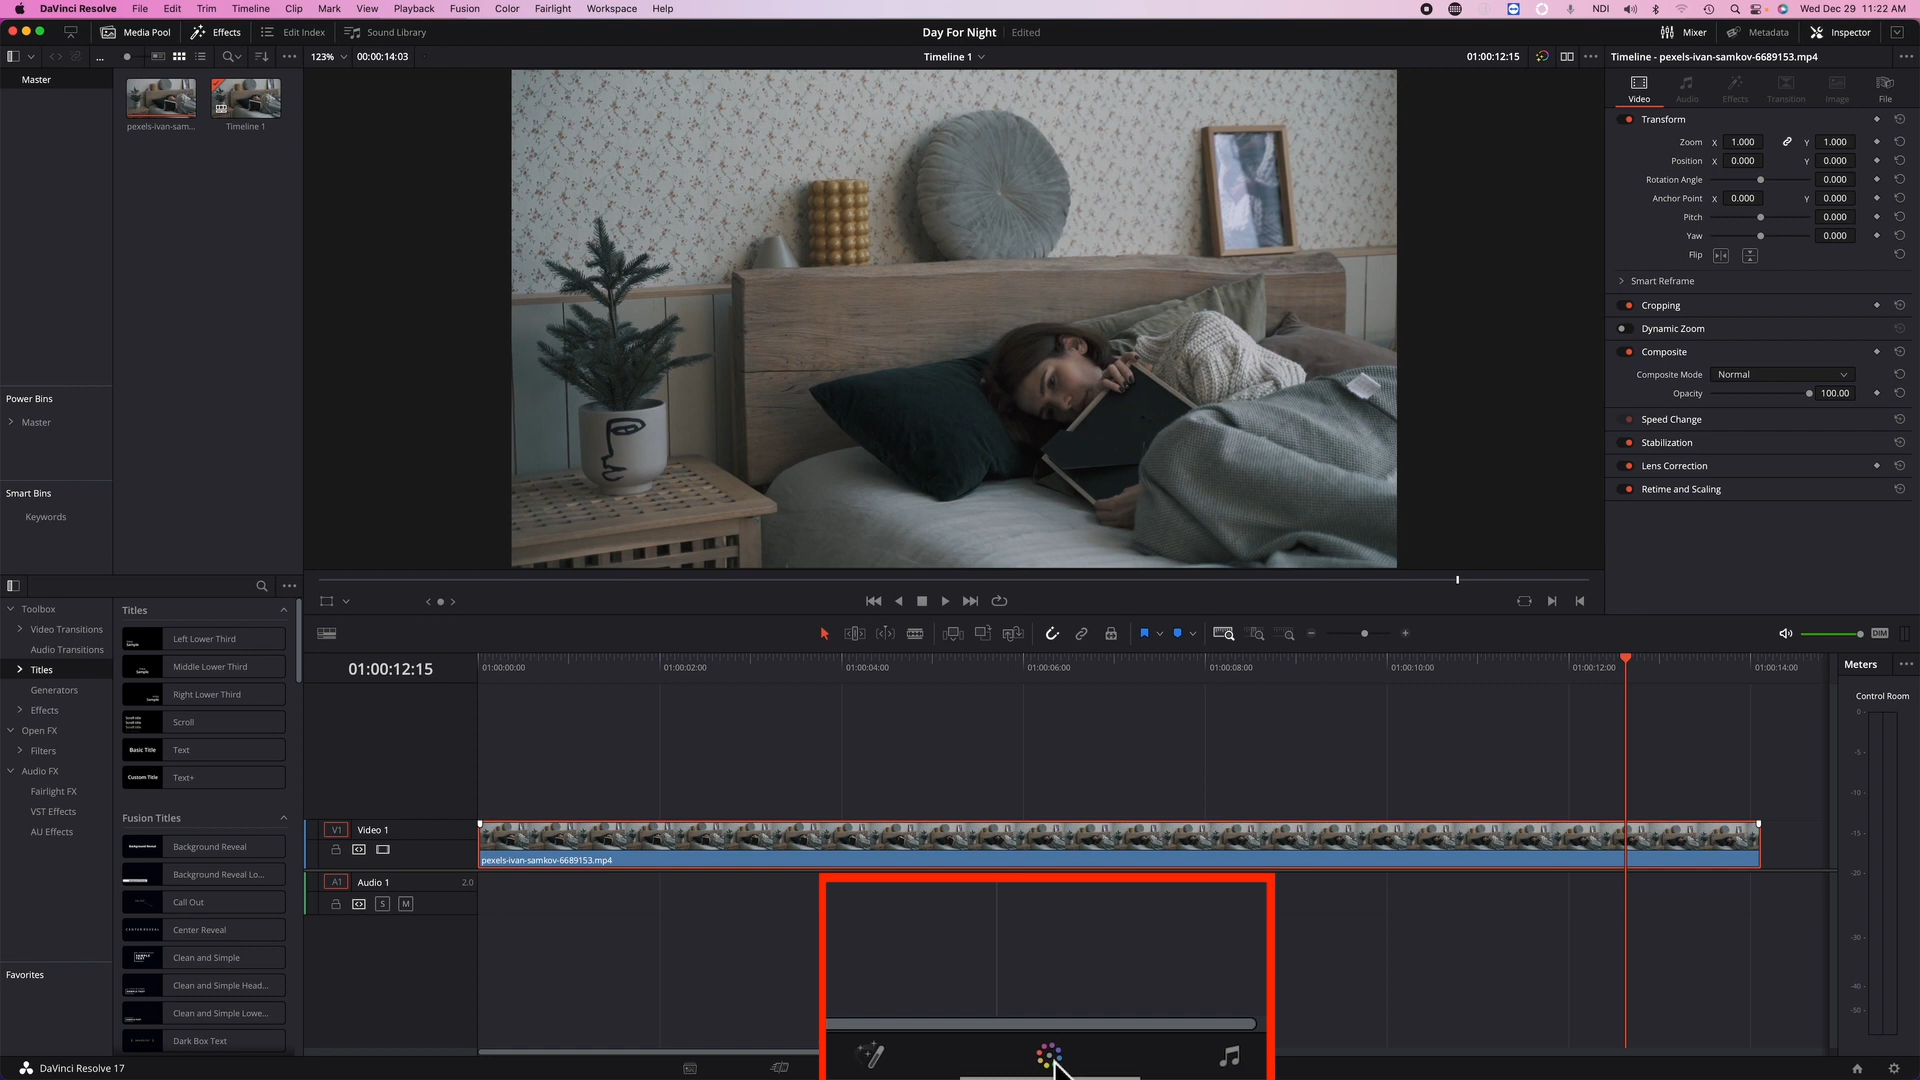 DaVinci Resolve File Edit Trim Timeline Clip Mark View Playback Fusion Color Fairlight Workspace Help NDI Wed Dec 29 11:22 AM
Media Pool Effects Edit Index Sound Library Day For Night Edited Mixer Metadata Inspector
123% 00:00:14:03 Timeline 1 01:00:12:15 Timeline - pexels-ivan-samkov-6689153.mp4
Master
pexels-ivan-sam... Timeline 1
Power Bins
Master
Smart Bins
Keywords
Video Audio Effects Transition Image File
Transform
Zoom X 1.000 Y 1.000
Position X 0.000 Y 0.000
Rotation Angle 0.000
Anchor Point X 0.000 Y 0.000
Pitch 0.000
Yaw 0.000
Flip
Smart Reframe
Cropping
Dynamic Zoom
Composite
Composite Mode Normal
Opacity 100.00
Speed Change
Stabilization
Lens Correction
Retime and Scaling
Toolbox
Video Transitions
Audio Transitions
Titles
Generators
Effects
Open FX
Filters
Audio FX
Fairlight FX
VST Effects
AU Effects
Favorites
Titles
Left Lower Third
Middle Lower Third
Right Lower Third
Scroll
Basic Title Text
Custom Title Text+
Fusion Titles
Background Reveal
Background Reveal Lo...
Call Out
Center Reveal
Clean and Simple
Clean and Simple Head...
Clean and Simple Lowe...
Dark Box Text
DIM
01:00:12:15
01:00:00:00 01:00:02:00 01:00:04:00 01:00:06:00 01:00:08:00 01:00:10:00 01:00:12:00 01:00:14:00
V1 Video 1
pexels-ivan-samkov-6689153.mp4
A1 Audio 1 2.0
S M
Meters
Control Room
0
-5
-10
-15
-20
-30
-40
-50
DaVinci Resolve 17